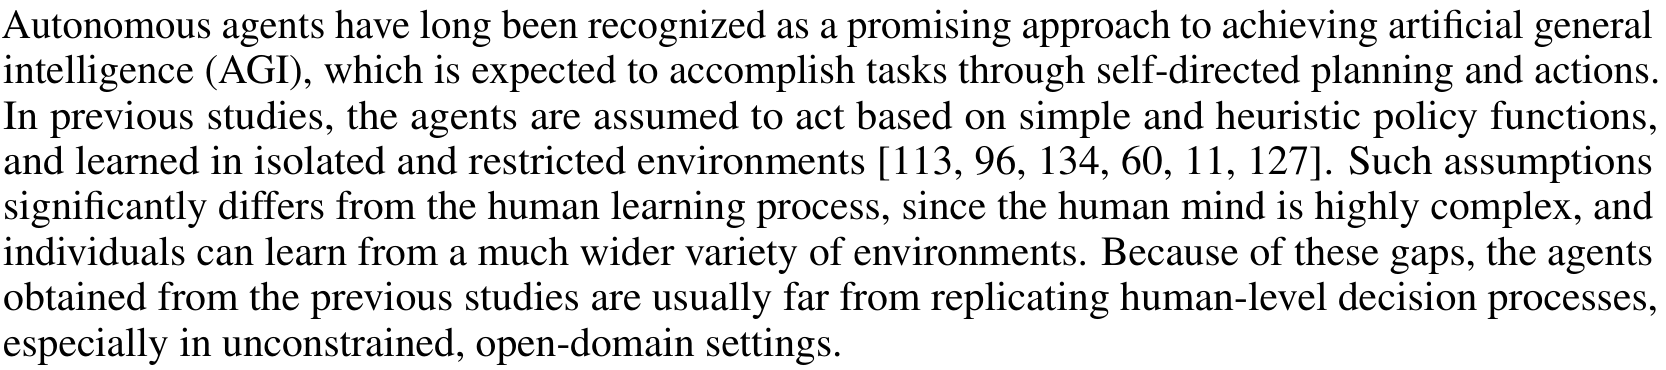 Autonomous agents have long been recognized as a promising approach to achieving artificial general
intelligence (AGI), which is expected to accomplish tasks through self-directed planning and actions.
In previous studies, the agents are assumed to act based on simple and heuristic policy functions,
and learned in isolated and restricted environments [113, 96, 134, 60, 11, 127]. Such assumptions
significantly differs from the human learning process, since the human mind is highly complex, and
individuals can learn from a much wider variety of environments. Because of these gaps, the agents
obtained from the previous studies are usually far from replicating human-level decision processes,
especially in unconstrained, open-domain settings.